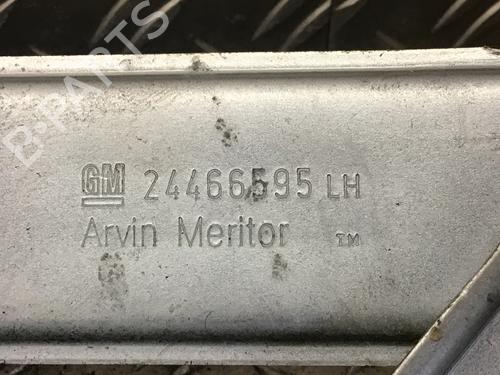 B-PARTS
GM 24466595 LH
Arvin Meritor TM